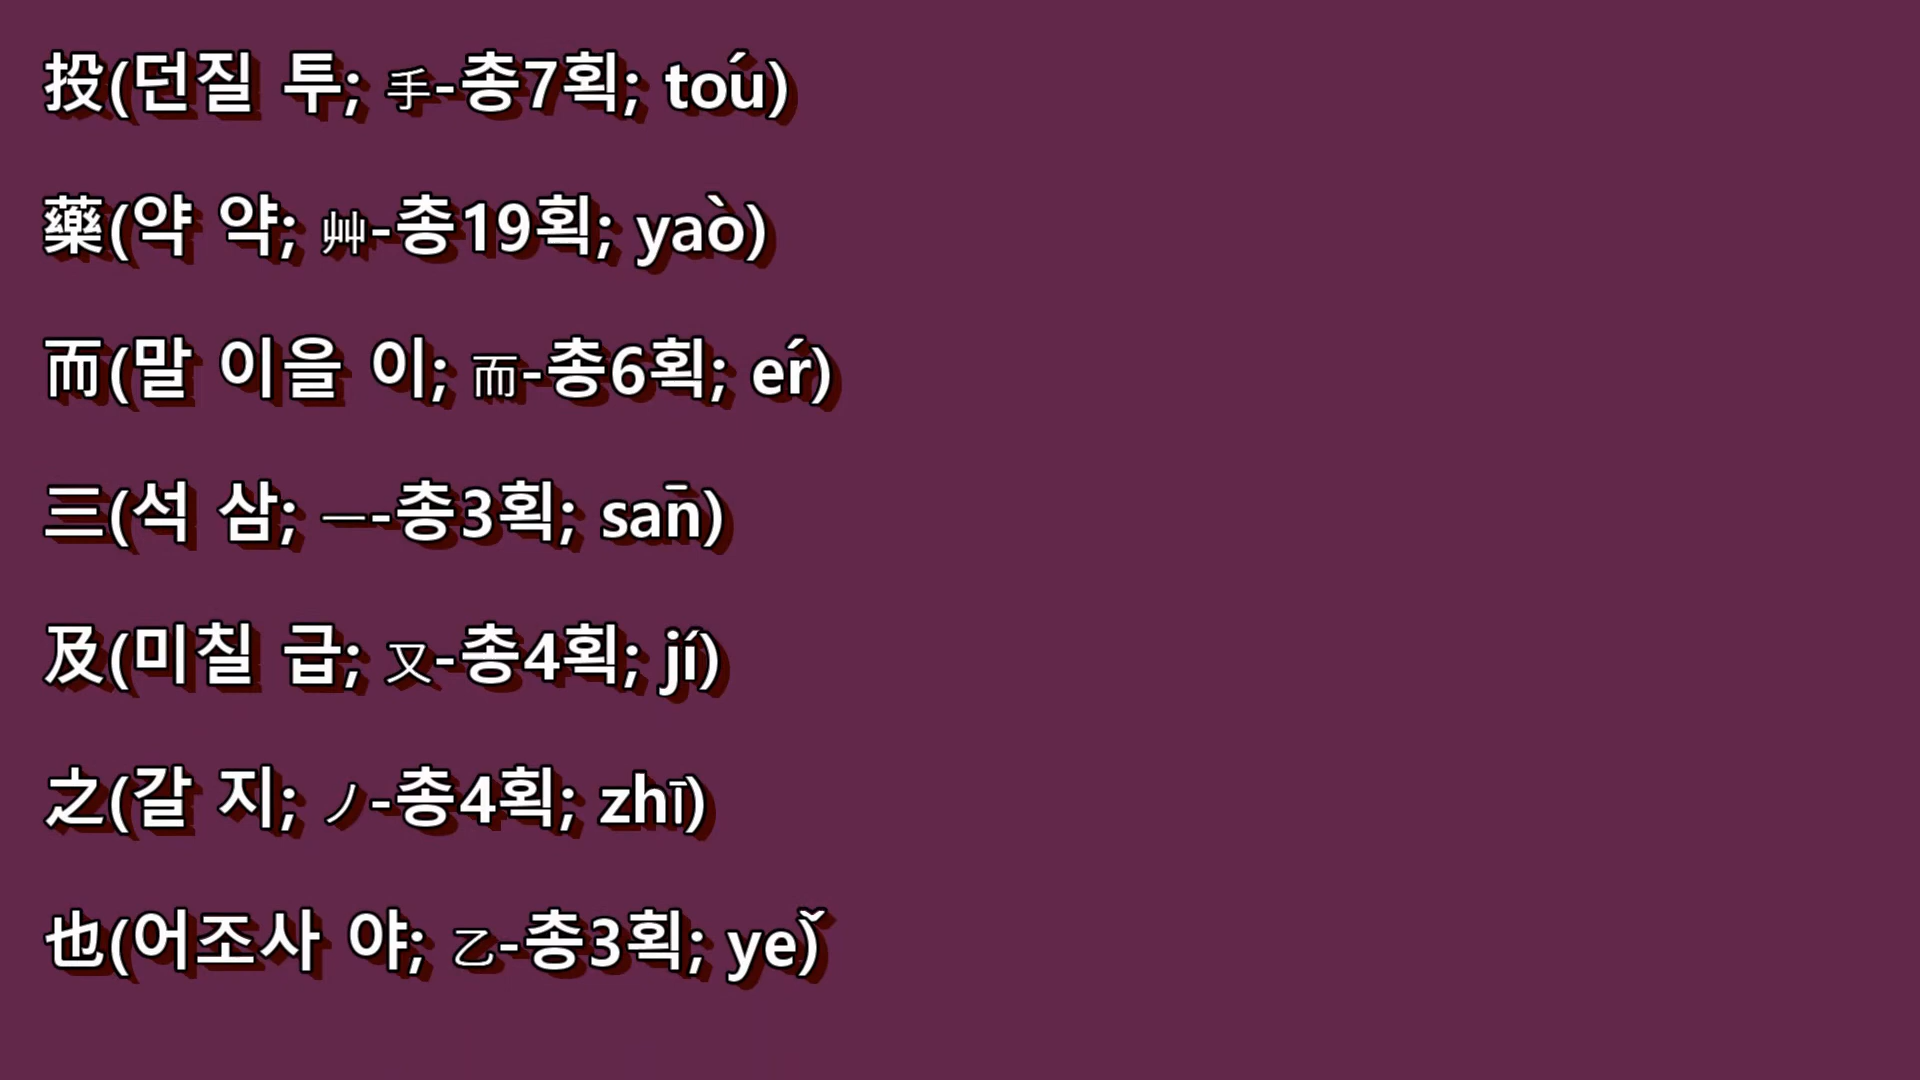 投(던질 투; 手-총7획; toú)
藥(약 약; 艸-총19획; yaò)
而(말 이을 이; 而-총6획; eŕ)
三(석 삼; 一-총3획; san̄)
及(미칠 급; 又-총4획; jí)
之(갈 지; ノ-총4획; zhī)
也(어조사 야; 乙-총3획; ye)̌